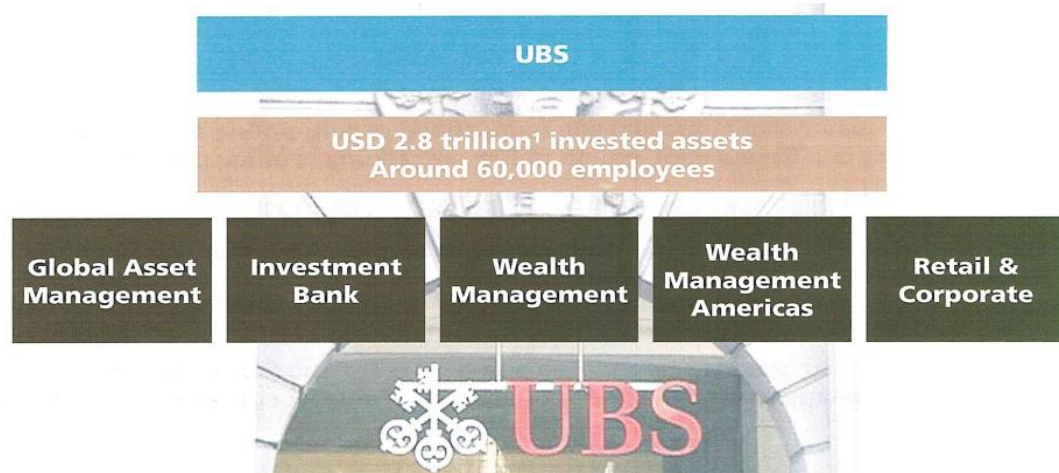 UBS
USD 2.8 trillion¹ invested assets
Around 60,000 employees
Global Asset
Management
Investment
Bank
Wealth
Management
Wealth
Management
Americas
Retail &
Corporate
UBS